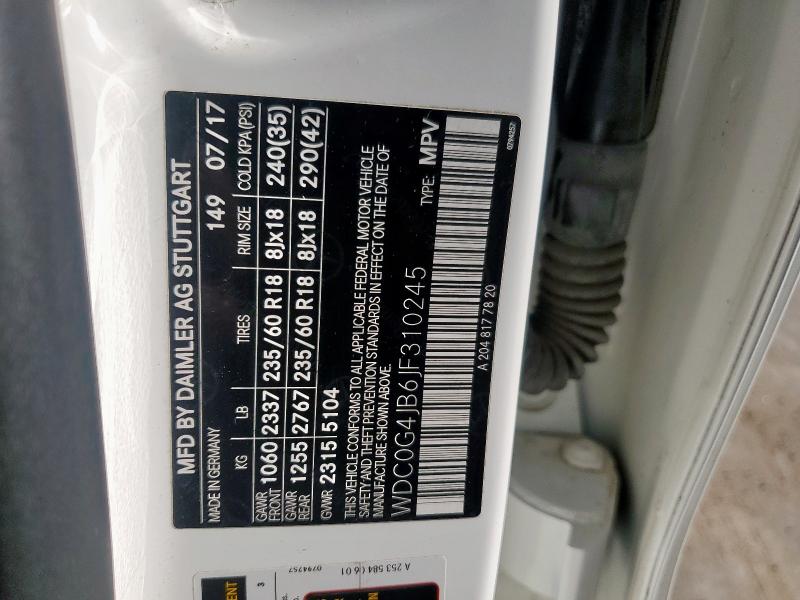 MFD BY DAIMLER AG STUTTGART
MADE IN GERMANY 149 07/17
KG LB TIRES RIM SIZE COLD KPA(PSI)
GAWR FRONT 1060 2337 235/60 R18 8Jx18 240(35)
GAWR REAR 1255 2767 235/60 R18 8Jx18 290(42)
GVWR 2315 5104
THIS VEHICLE CONFORMS TO ALL APPLICABLE FEDERAL MOTOR VEHICLE
SAFETY AND THEFT PREVENTION STANDARDS IN EFFECT ON THE DATE OF
MANUFACTURE SHOWN ABOVE.
WDC0G4JB6JF310245 TYPE: MPV
A 204 817 78 20
0794257
A 253 584 06 01
0794257
3